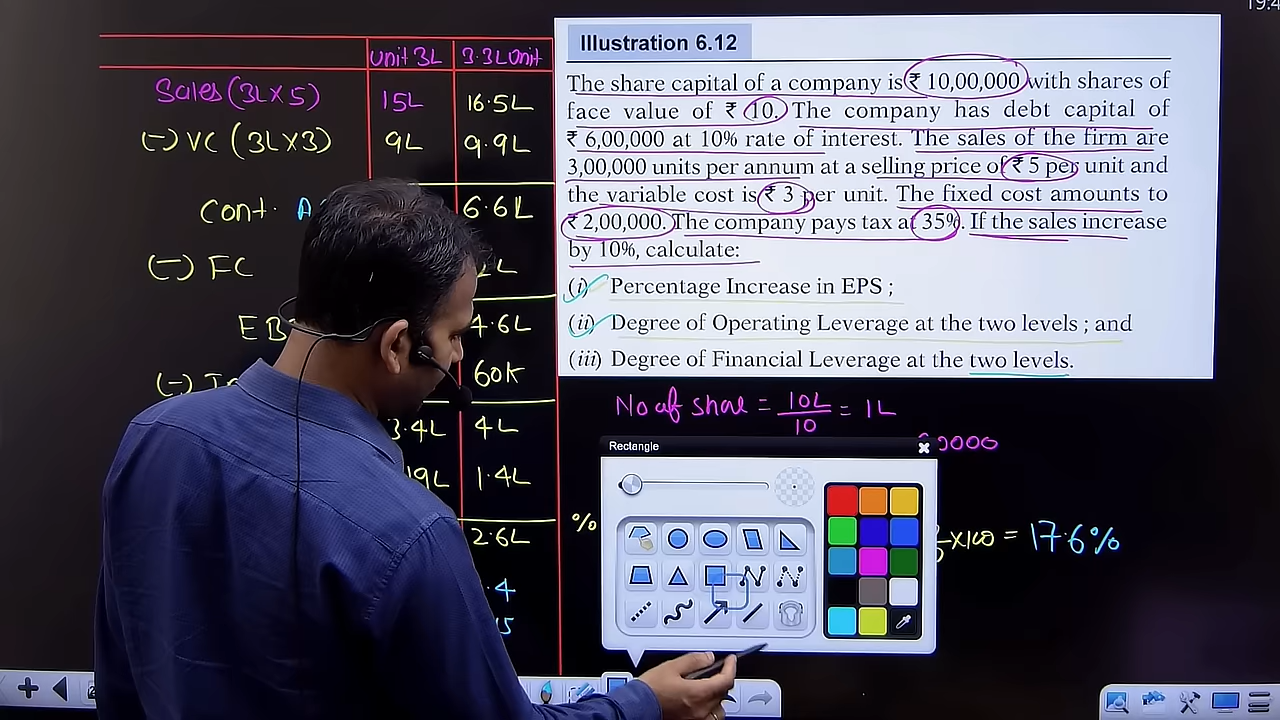 19:4
Unit 3L 3.3L Unit
Sales (3L×5) 15L 16.5L
(-) VC (3L×3) 9L 9.9L
Cont. 6.6L
(-) FC
4.6L
60K
3.4L 4L
1.4L
2.6L
Illustration 6.12
The share capital of a company is ₹ 10,00,000 with shares of
face value of ₹ 10. The company has debt capital of
₹ 6,00,000 at 10% rate of interest. The sales of the firm are
3,00,000 units per annum at a selling price of ₹ 5 per unit and
the variable cost is ₹ 3 per unit. The fixed cost amounts to
₹ 2,00,000. The company pays tax at 35%. If the sales increase
by 10%, calculate:
(i) Percentage Increase in EPS ;
(ii) Degree of Operating Leverage at the two levels ; and
(iii) Degree of Financial Leverage at the two levels.
No of share = 10L/10 = 1L
Rectangle
%
×100 = 17.6%